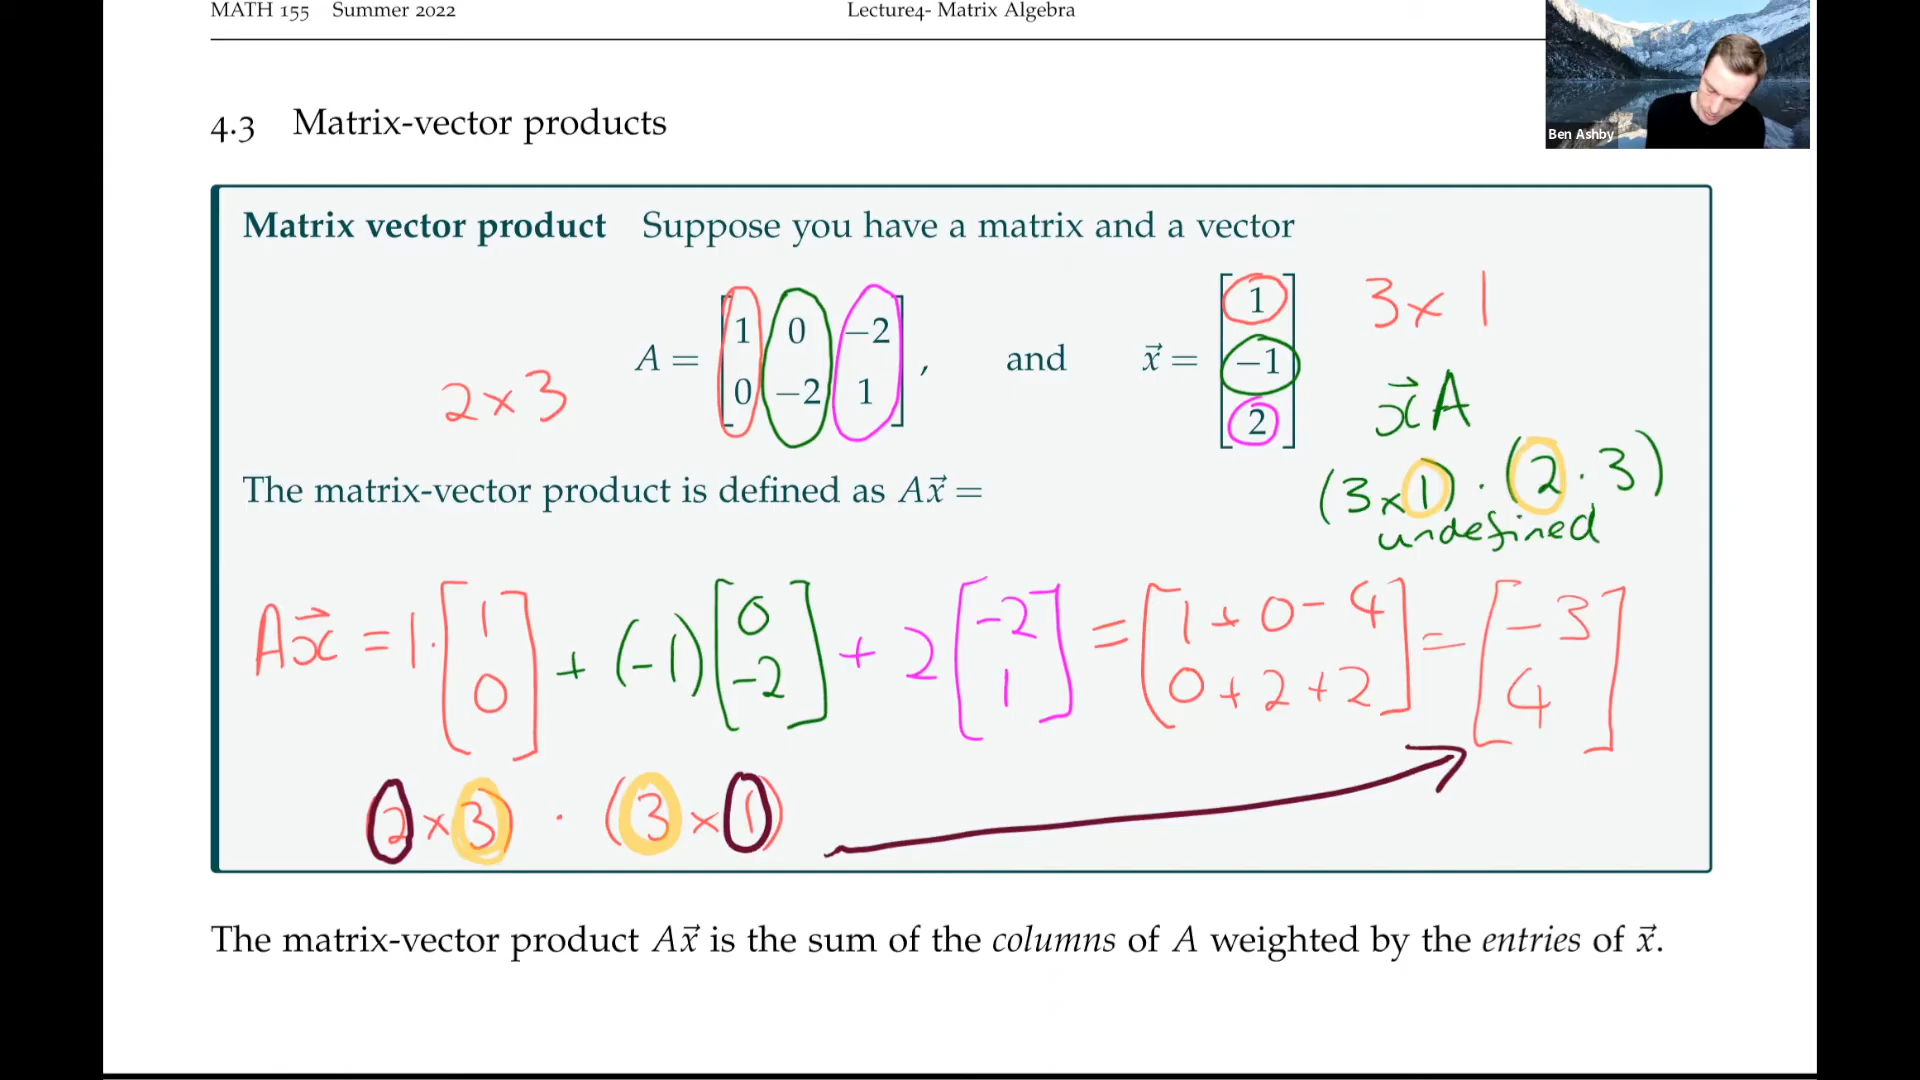 MATH 155 Summer 2022 Lecture4- Matrix Algebra
Ben Ashby
4.3 Matrix-vector products
Matrix vector product Suppose you have a matrix and a vector
A = [1 0 −2; 0 −2 1], and x⃗ = [1; −1; 2]
3 x 1
2 x 3
x⃗A
The matrix-vector product is defined as Ax⃗ =
(3 x 1) · (2 · 3)
undefined
Ax⃗ = 1·[1; 0] + (-1)[0; -2] + 2[-2; 1] = [1 + 0 - 4; 0 + 2 + 2] = [-3; 4]
(2 x 3) · (3 x 1)
The matrix-vector product Ax⃗ is the sum of the columns of A weighted by the entries of x⃗.